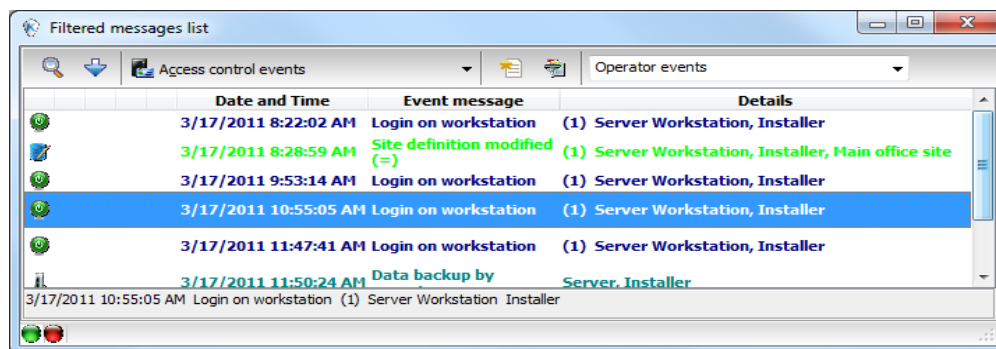 Filtered messages list
Access control events Operator events
Date and Time Event message Details
3/17/2011 8:22:02 AM Login on workstation (1) Server Workstation, Installer
3/17/2011 8:28:59 AM Site definition modified (1) Server Workstation, Installer, Main office site
(=)
3/17/2011 9:53:14 AM Login on workstation (1) Server Workstation, Installer
3/17/2011 10:55:05 AM Login on workstation (1) Server Workstation, Installer
3/17/2011 11:47:41 AM Login on workstation (1) Server Workstation, Installer
3/17/2011 11:50:24 AM Data backup by Server, Installer
3/17/2011 10:55:05 AM Login on workstation (1) Server Workstation Installer